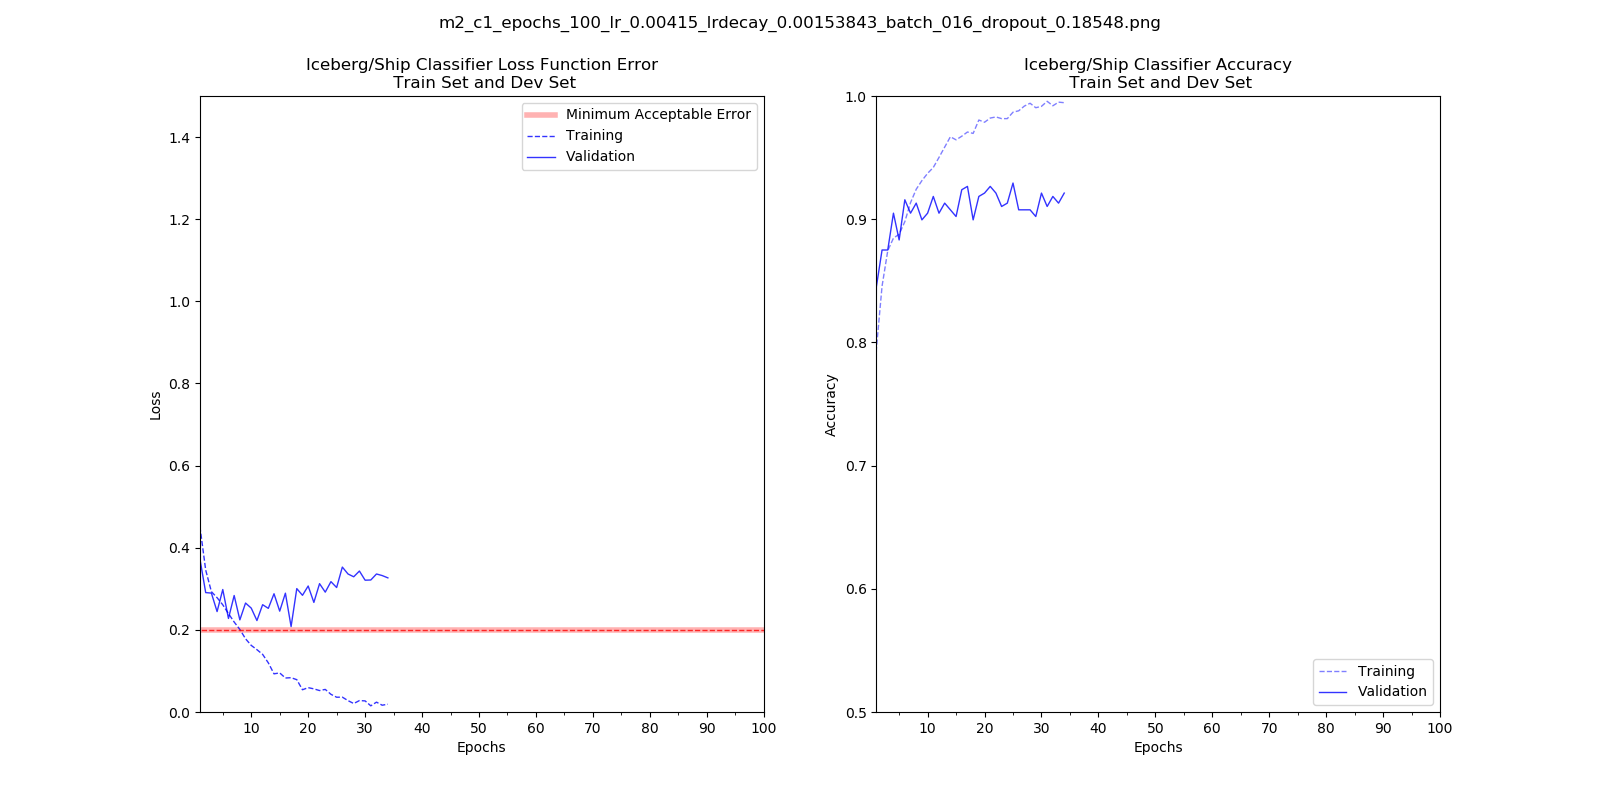 m2_c1_epochs_100_lr_0.00415_lrdecay_0.00153843_batch_016_dropout_0.18548.png
Iceberg/Ship Classifier Loss Function Error
Train Set and Dev Set
Minimum Acceptable Error
Training
Validation
1.4
1.2
1.0
0.8
0.6
0.4
0.2
0.0
Loss
10 20 30 40 50 60 70 80 90 100
Epochs
Iceberg/Ship Classifier Accuracy
Train Set and Dev Set
1.0
0.9
0.8
0.7
0.6
0.5
Accuracy
Training
Validation
10 20 30 40 50 60 70 80 90 100
Epochs